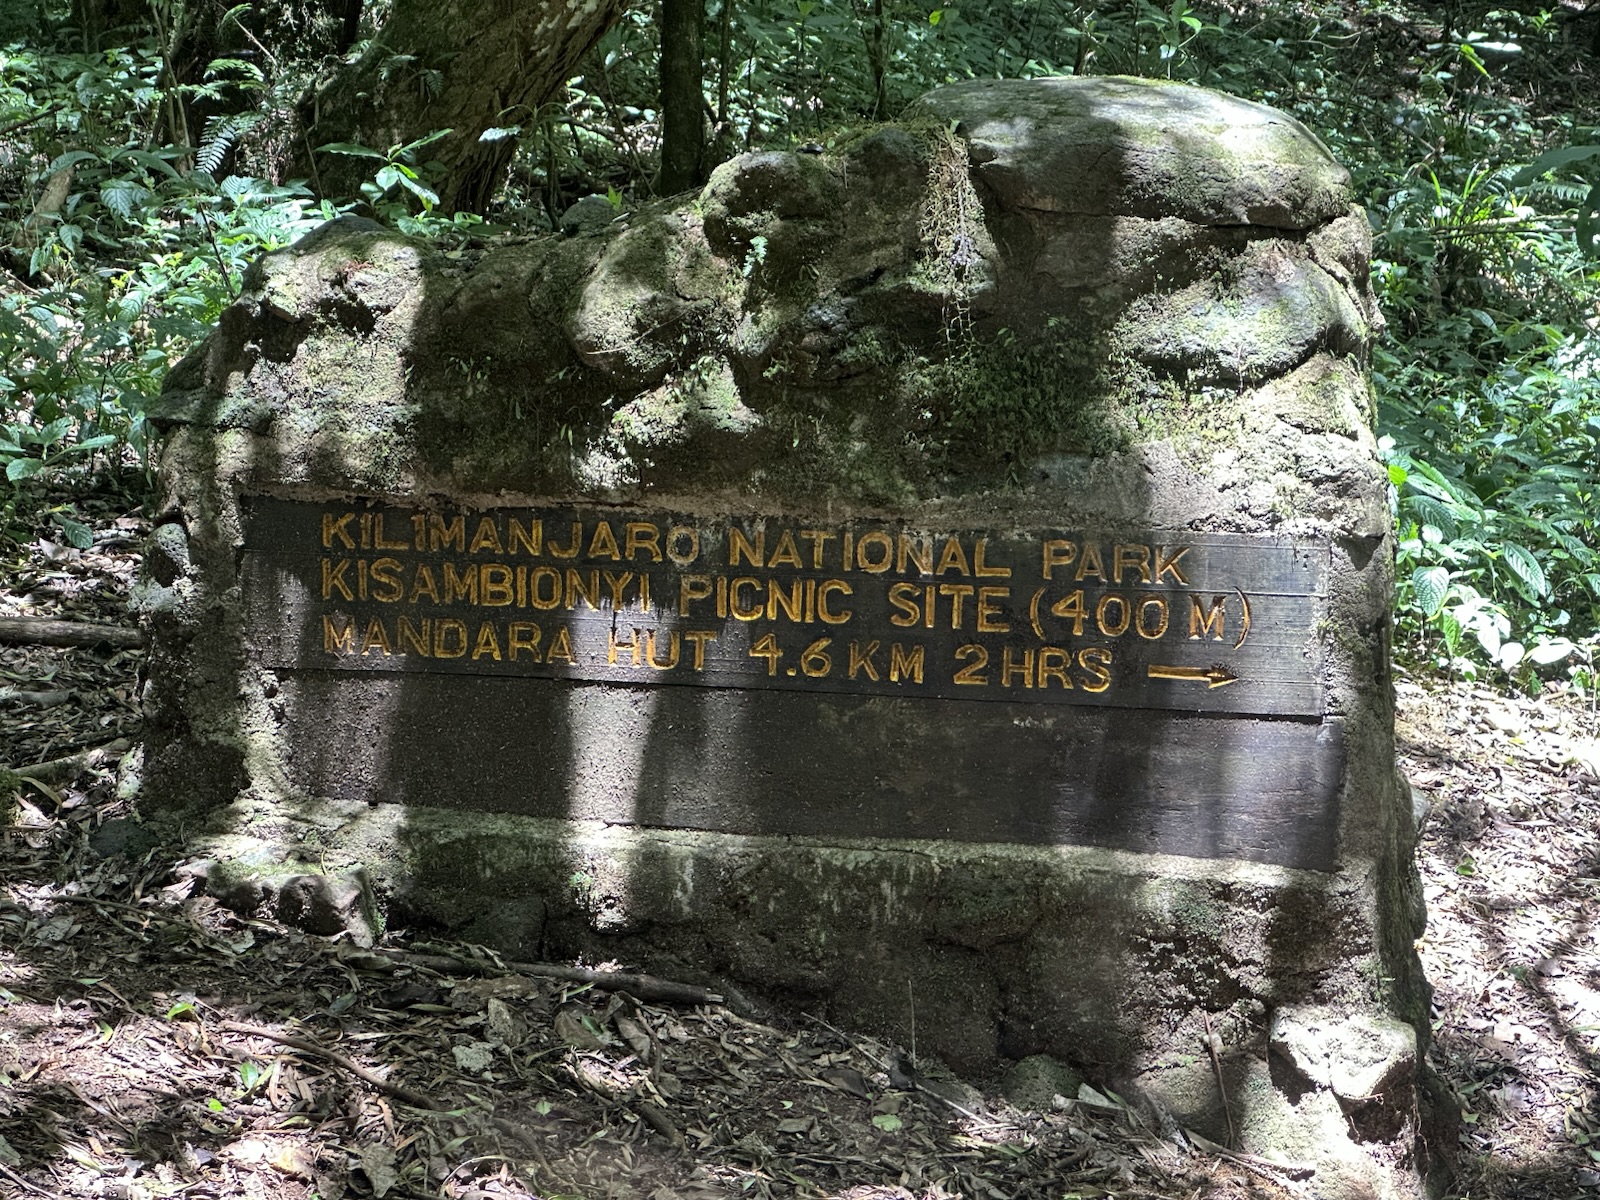 KILIMANJARO NATIONAL PARK
KISAMBIONYI PICNIC SITE (400 M)
MANDARA HUT 4.6 KM 2 HRS →